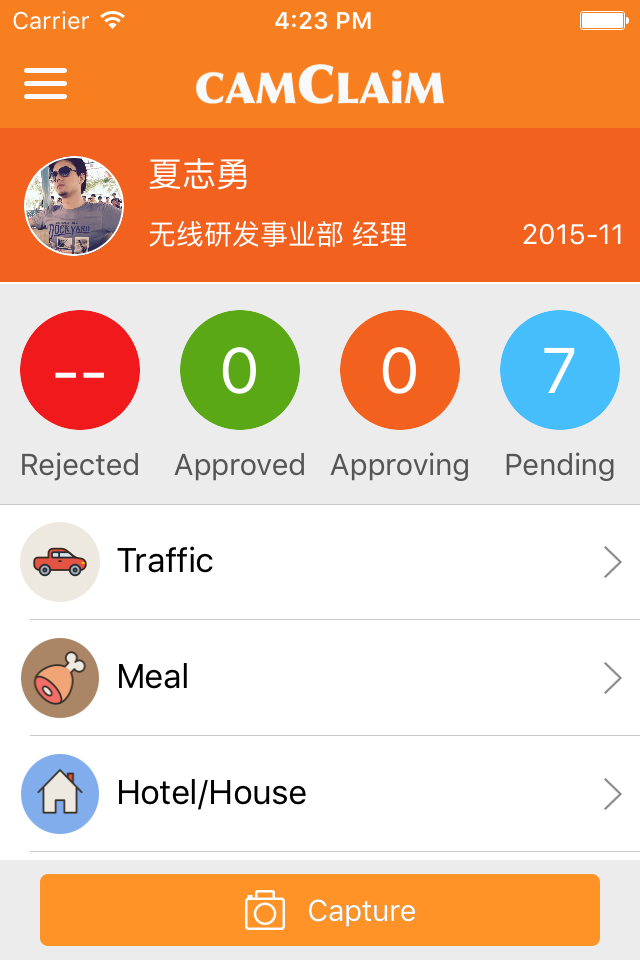 Carrier 4:23 PM
CAMCLAiM
夏志勇
无线研发事业部 经理 2015-11
-- 0 0 7
Rejected Approved Approving Pending
Traffic
Meal
Hotel/House
Capture